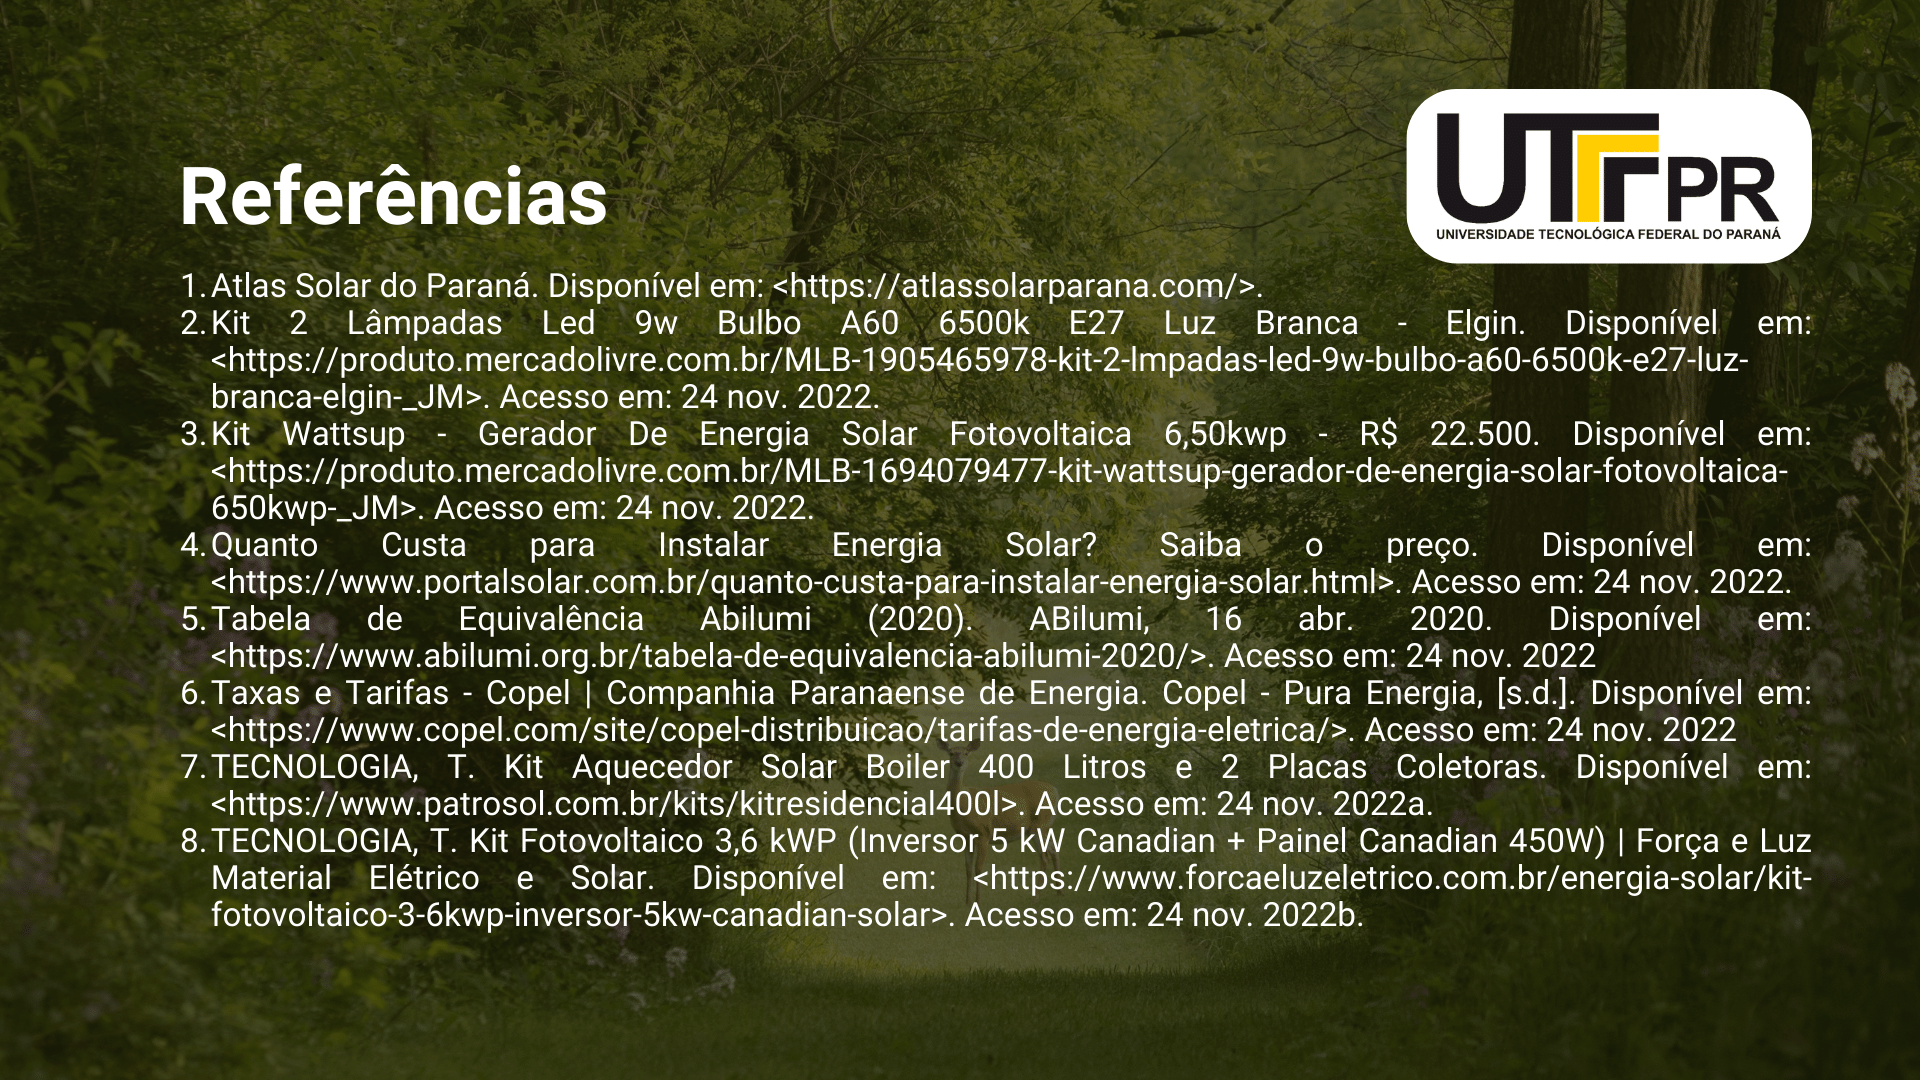 UTFPR
UNIVERSIDADE TECNOLÓGICA FEDERAL DO PARANÁ
Referências
1. Atlas Solar do Paraná. Disponível em: <https://atlassolarparana.com/>.
2. Kit 2 Lâmpadas Led 9w Bulbo A60 6500k E27 Luz Branca - Elgin. Disponível em:
<https://produto.mercadolivre.com.br/MLB-1905465978-kit-2-lmpadas-led-9w-bulbo-a60-6500k-e27-luz-
branca-elgin-_JM>. Acesso em: 24 nov. 2022.
3. Kit Wattsup - Gerador De Energia Solar Fotovoltaica 6,50kwp - R$ 22.500. Disponível em:
<https://produto.mercadolivre.com.br/MLB-1694079477-kit-wattsup-gerador-de-energia-solar-fotovoltaica-
650kwp-_JM>. Acesso em: 24 nov. 2022.
4. Quanto Custa para Instalar Energia Solar? Saiba o preço. Disponível em:
<https://www.portalsolar.com.br/quanto-custa-para-instalar-energia-solar.html>. Acesso em: 24 nov. 2022.
5. Tabela de Equivalência Abilumi (2020). ABilumi, 16 abr. 2020. Disponível em:
<https://www.abilumi.org.br/tabela-de-equivalencia-abilumi-2020/>. Acesso em: 24 nov. 2022
6. Taxas e Tarifas - Copel | Companhia Paranaense de Energia. Copel - Pura Energia, [s.d.]. Disponível em:
<https://www.copel.com/site/copel-distribuicao/tarifas-de-energia-eletrica/>. Acesso em: 24 nov. 2022
7. TECNOLOGIA, T. Kit Aquecedor Solar Boiler 400 Litros e 2 Placas Coletoras. Disponível em:
<https://www.patrosol.com.br/kits/kitresidencial400l>. Acesso em: 24 nov. 2022a.
8. TECNOLOGIA, T. Kit Fotovoltaico 3,6 kWP (Inversor 5 kW Canadian + Painel Canadian 450W) | Força e Luz
Material Elétrico e Solar. Disponível em: <https://www.forcaeluzeletrico.com.br/energia-solar/kit-
fotovoltaico-3-6kwp-inversor-5kw-canadian-solar>. Acesso em: 24 nov. 2022b.